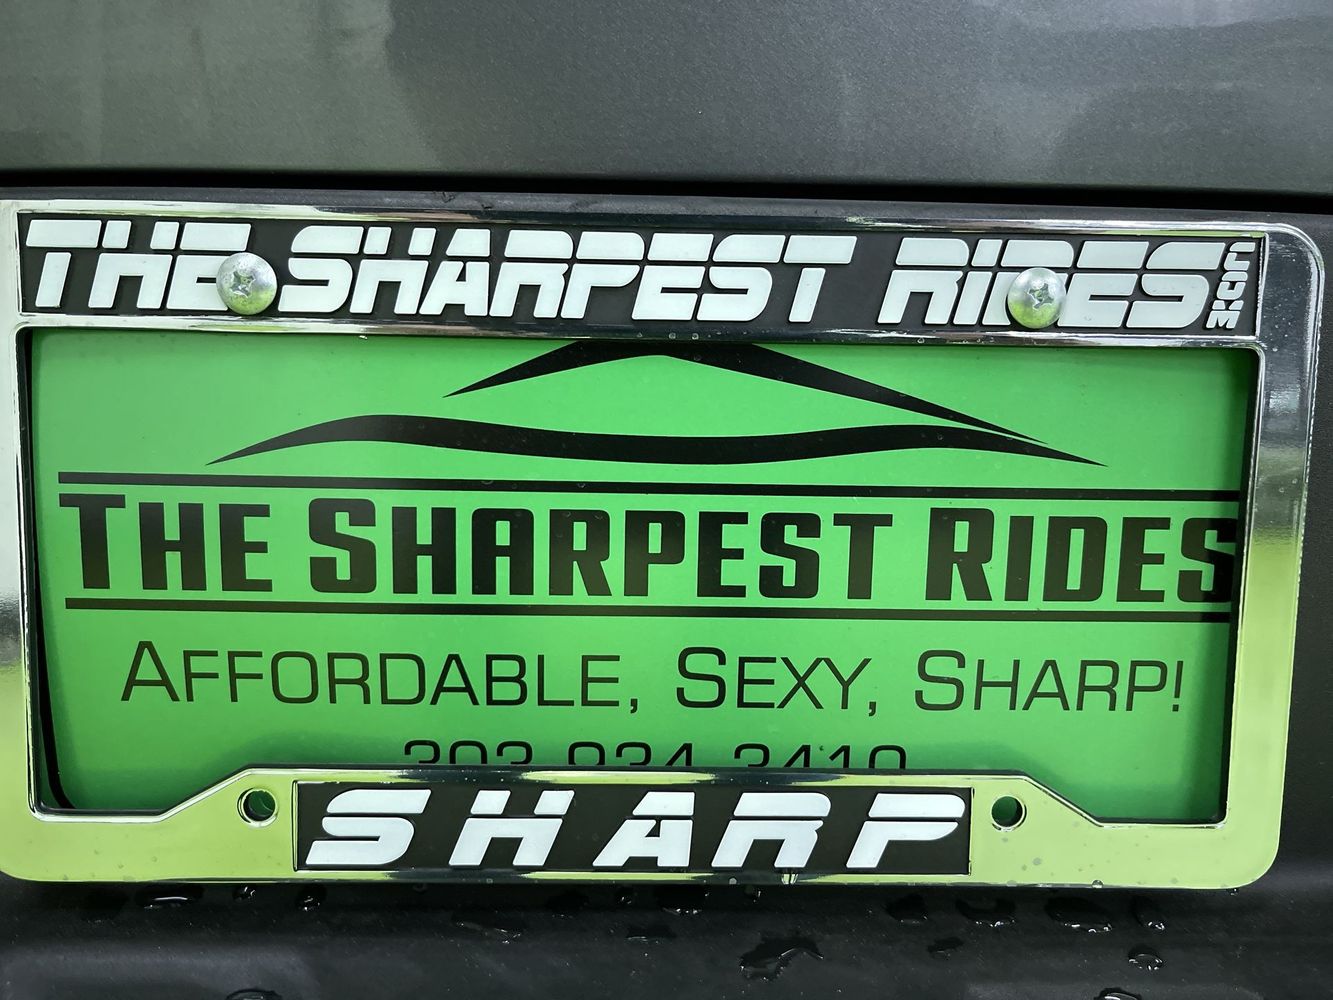 THE SHARPEST RIDES.COM
THE SHARPEST RIDES
AFFORDABLE, SEXY, SHARP!
SHARP